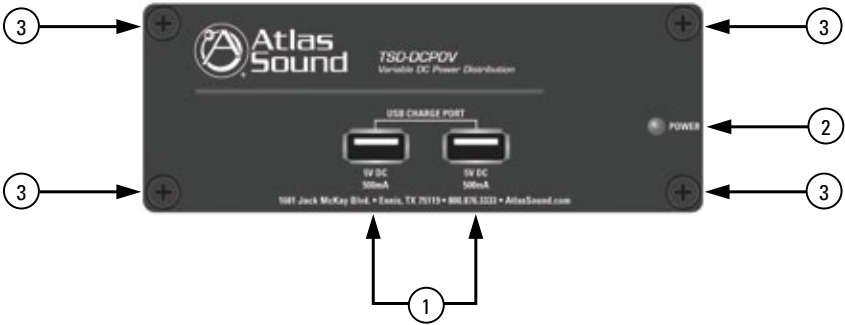 3
3
Atlas
Sound
TSD-DCPDV
Variable DC Power Distribution
USB CHARGE PORT
POWER
2
5V DC
500mA
5V DC
500mA
3
3
1601 Jack McKay Blvd. • Ennis, TX 75119 • 800.876.3333 • AtlasSound.com
1